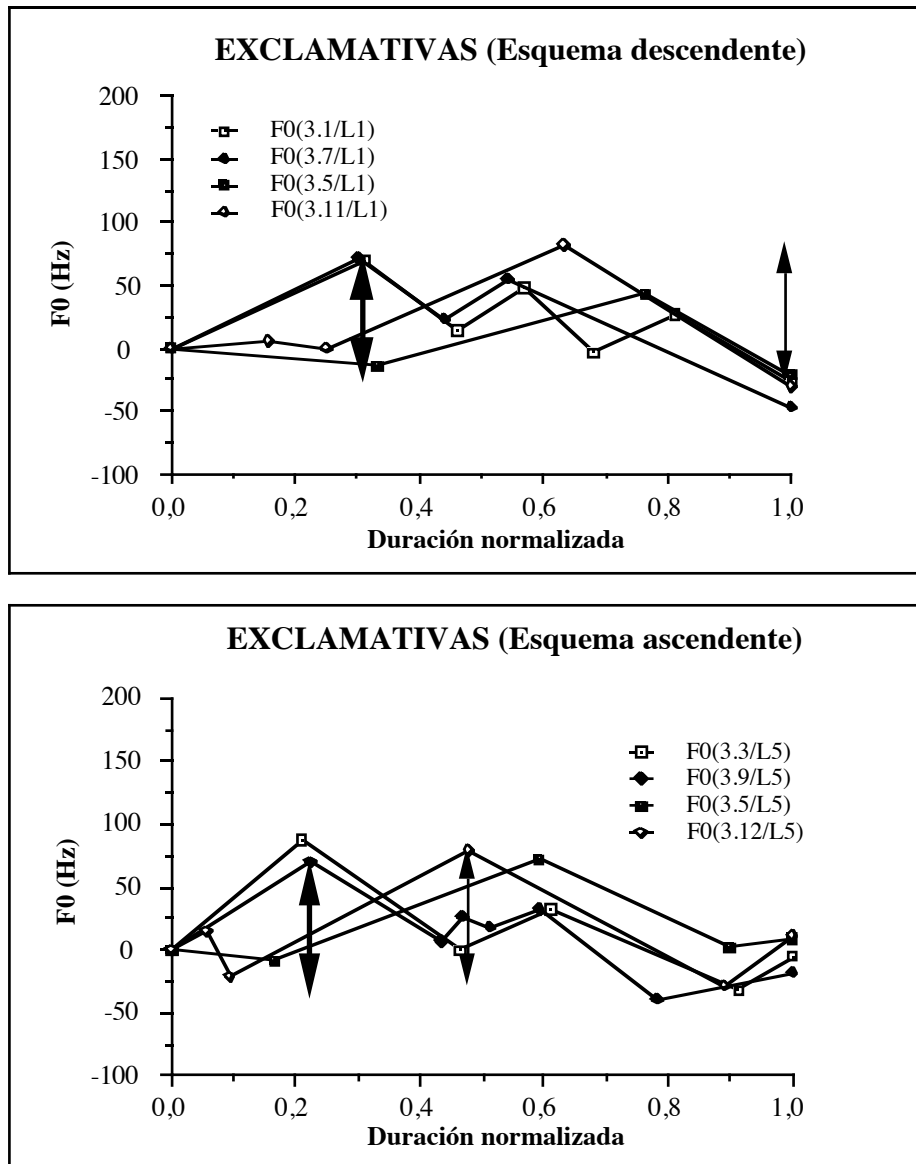 EXCLAMATIVAS (Esquema descendente)
200
150
100
50
0
-50
-100
F0 (Hz)
F0(3.1/L1)
F0(3.7/L1)
F0(3.5/L1)
F0(3.11/L1)
0,0 0,2 0,4 0,6 0,8 1,0
Duración normalizada
EXCLAMATIVAS (Esquema ascendente)
200
150
100
50
0
-50
-100
F0 (Hz)
F0(3.3/L5)
F0(3.9/L5)
F0(3.5/L5)
F0(3.12/L5)
0,0 0,2 0,4 0,6 0,8 1,0
Duración normalizada